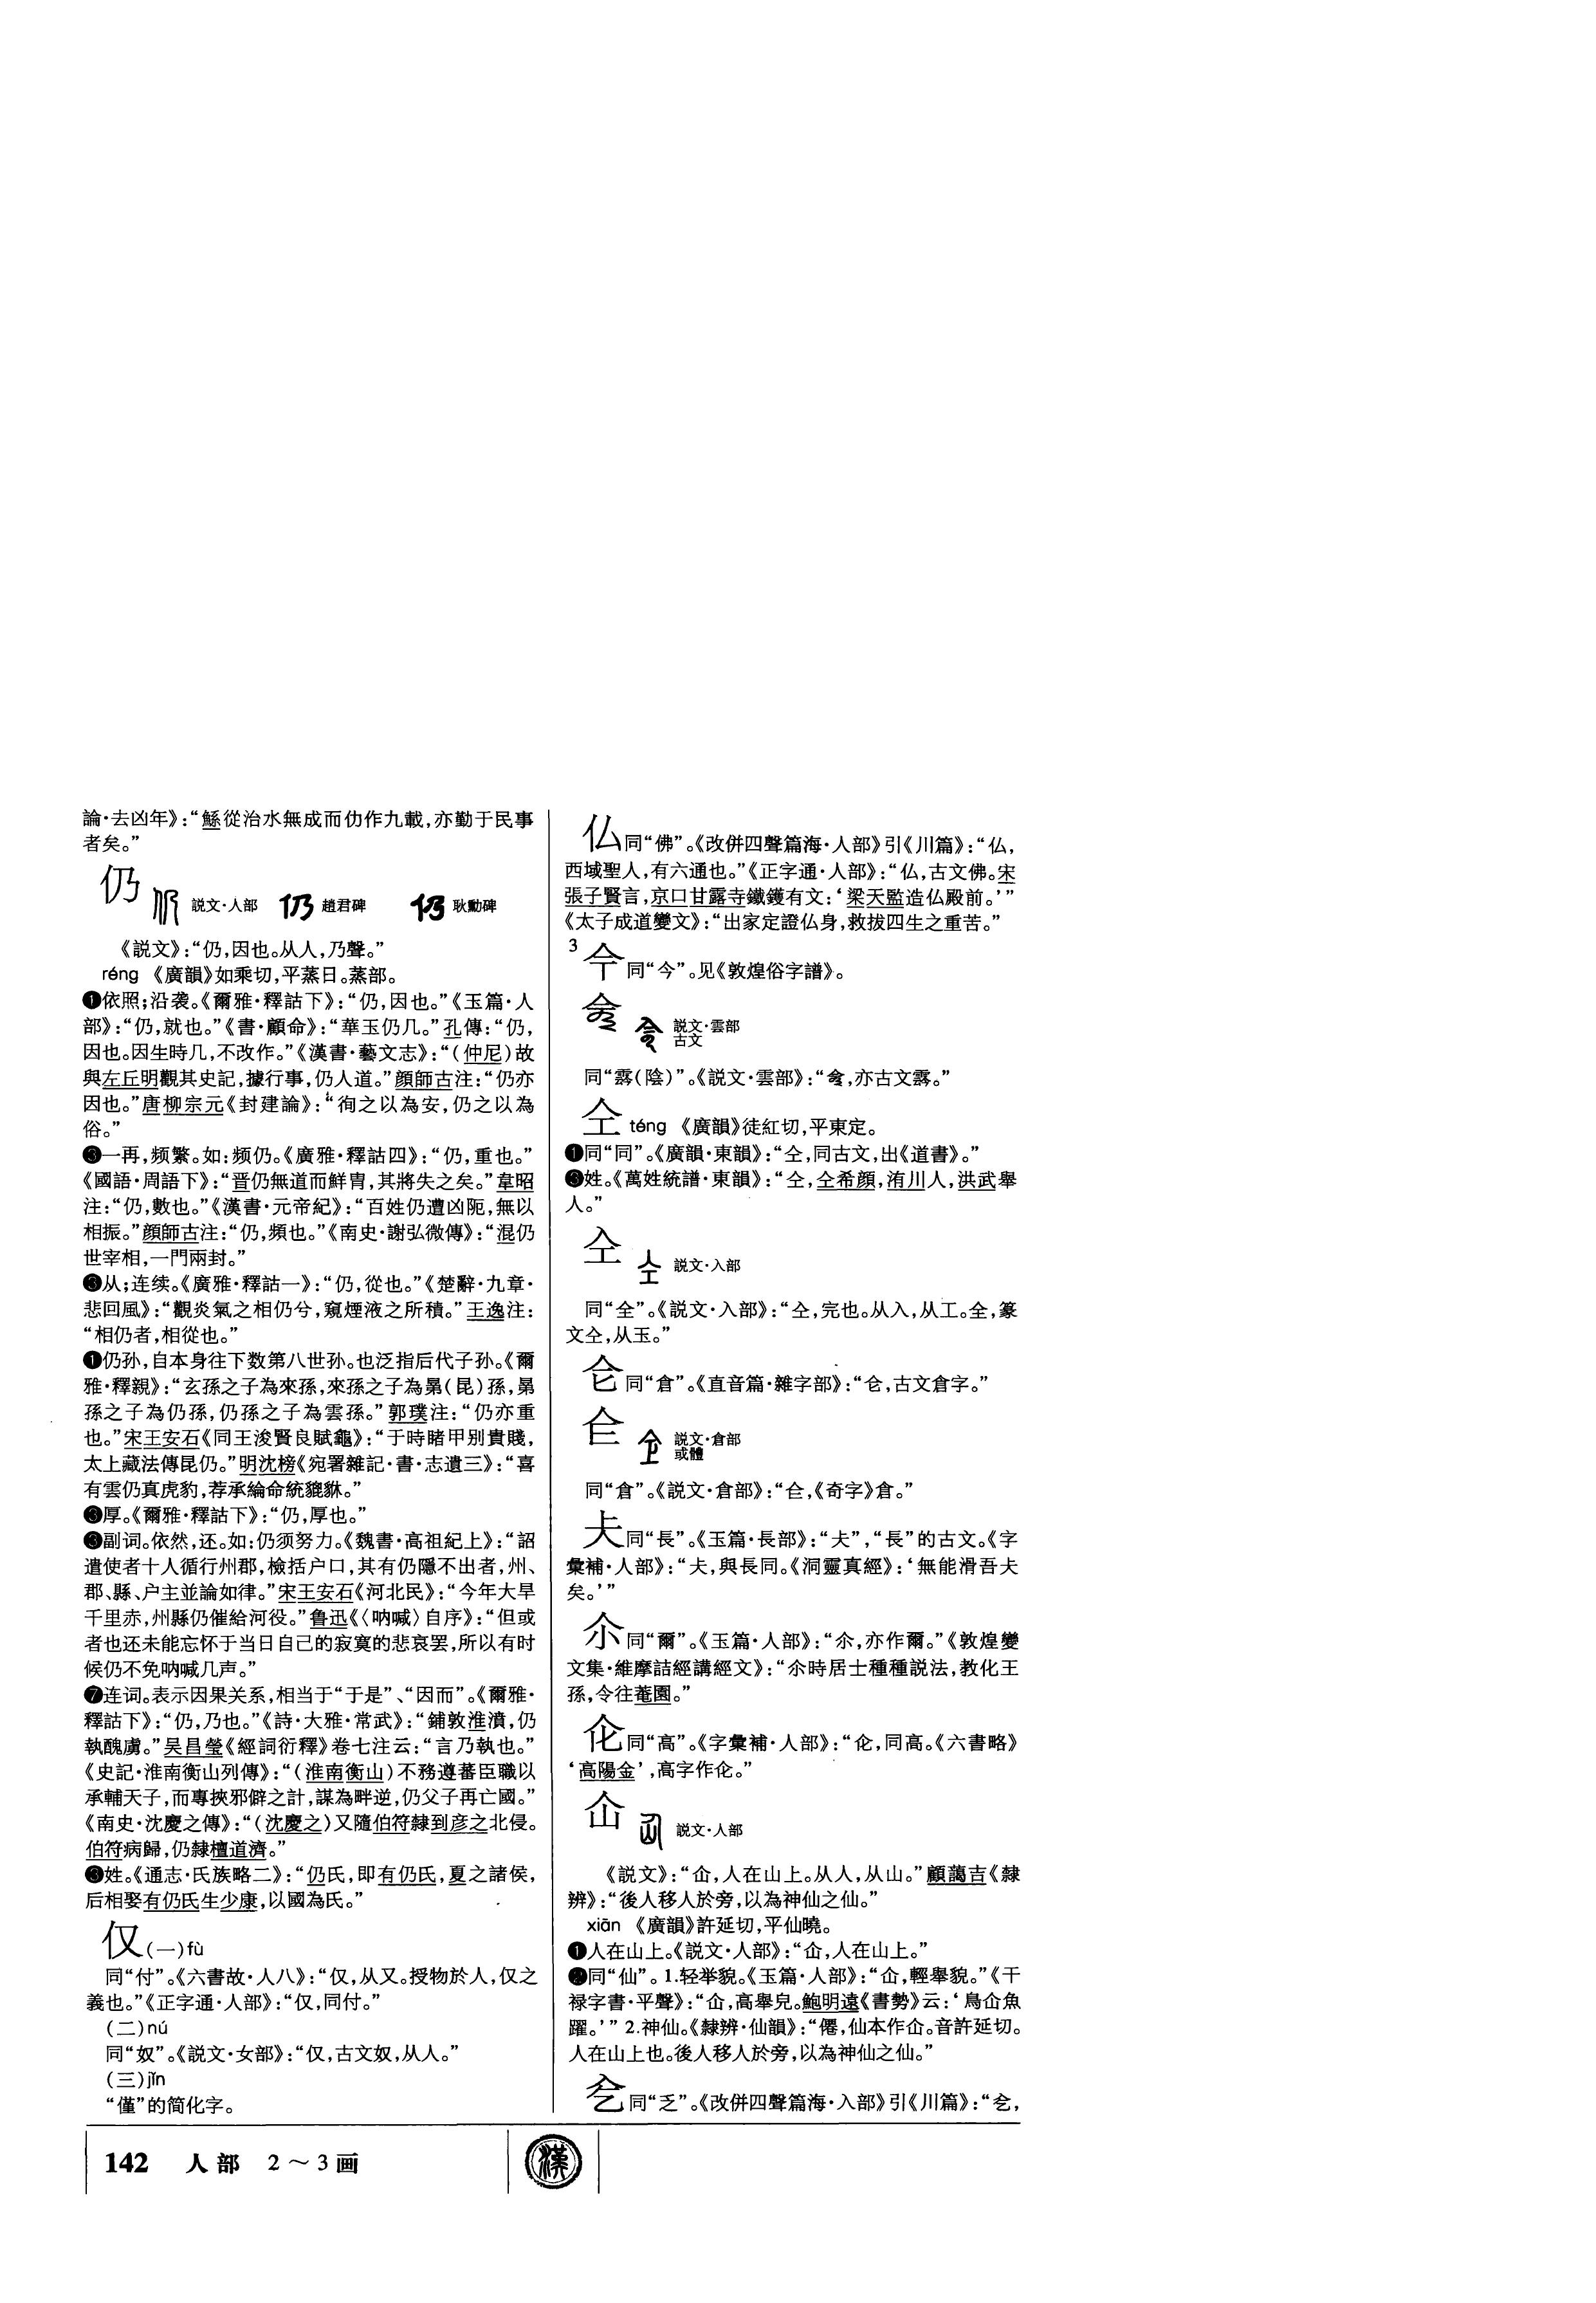 論·去凶年》：“鯀從治水無成而仂作九載，亦勤于民事
者矣。”
仍 説文·人部 趙君碑 耿勳碑
《説文》：“仍，因也。从人，乃聲。”
réng 《廣韻》如乘切，平蒸日。蒸部。
❶依照；沿袭。《爾雅·釋詁下》：“仍，因也。”《玉篇·人
部》：“仍，就也。”《書·顧命》：“華玉仍几。”孔傳：“仍，
因也。因生時几，不改作。”《漢書·藝文志》：“（仲尼）故
與左丘明觀其史記，據行事，仍人道。”顔師古注：“仍亦
因也。”唐柳宗元《封建論》：“徇之以為安，仍之以為
俗。”
❸一再，频繁。如：频仍。《廣雅·釋詁四》：“仍，重也。”
《國語·周語下》：“晋仍無道而鮮冑，其將失之矣。”韋昭
注：“仍，數也。”《漢書·元帝紀》：“百姓仍遭凶阨，無以
相振。”顔師古注：“仍，頻也。”《南史·謝弘微傳》：“混仍
世宰相，一門兩封。”
❸从；连续。《廣雅·釋詁一》：“仍，從也。”《楚辭·九章·
悲回風》：“觀炎氣之相仍兮，窺煙液之所積。”王逸注：
“相仍者，相從也。”
❶仍孙，自本身往下数第八世孙。也泛指后代子孙。《爾
雅·釋親》：“玄孫之子為來孫，來孫之子為晜（昆）孫，晜
孫之子為仍孫，仍孫之子為雲孫。”郭璞注：“仍亦重
也。”宋王安石《同王浚賢良賦龜》：“于時睹甲别貴賤，
太上藏法傳昆仍。”明沈榜《宛署雜記·書·志遺三》：“喜
有雲仍真虎豹，荐承綸命統貔貅。”
❸厚。《爾雅·釋詁下》：“仍，厚也。”
❸副词。依然，还。如：仍须努力。《魏書·高祖紀上》：“詔
遣使者十人循行州郡，檢括户口，其有仍隱不出者，州、
郡、縣、户主並論如律。”宋王安石《河北民》：“今年大旱
千里赤，州縣仍催給河役。”鲁迅《〈呐喊〉自序》：“但或
者也还未能忘怀于当日自己的寂寞的悲哀罢，所以有时
候仍不免呐喊几声。”
❼连词。表示因果关系，相当于“于是”、“因而”。《爾雅·
釋詁下》：“仍，乃也。”《詩·大雅·常武》：“鋪敦淮濆，仍
執醜虜。”吴昌瑩《經詞衍釋》卷七注云：“言乃執也。”
《史記·淮南衡山列傳》：“（淮南衡山）不務遵蕃臣職以
承輔天子，而專挾邪僻之計，謀為畔逆，仍父子再亡國。”
《南史·沈慶之傳》：“（沈慶之）又隨伯符隸到彦之北侵。
伯符病歸，仍隸檀道濟。”
❸姓。《通志·氏族略二》：“仍氏，即有仍氏，夏之諸侯，
后相娶有仍氏生少康，以國為氏。”
仅（一）fù
同“付”。《六書故·人八》：“仅，从又。授物於人，仅之
義也。”《正字通·人部》：“仅，同付。”
（二）nú
同“奴”。《説文·女部》：“仅，古文奴，从人。”
（三）jǐn
“僅”的简化字。
仏同“佛”。《改併四聲篇海·人部》引《川篇》：“仏，
西域聖人，有六通也。”《正字通·人部》：“仏，古文佛。宋
張子賢言，京口甘露寺鐵鑊有文：‘梁天監造仏殿前。’”
《太子成道變文》：“出家定證仏身，救拔四生之重苦。”
3
同“今”。见《敦煌俗字譜》。
説文·雲部
古文
同“霒（陰）”。《説文·雲部》：“，亦古文霒。”
仝 téng 《廣韻》徒紅切，平東定。
❶同“同”。《廣韻·東韻》：“仝，同古文，出《道書》。”
❸姓。《萬姓統譜·東韻》：“仝，仝希顔，洧川人，洪武舉
人。”
仝 説文·入部
同“全”。《説文·入部》：“仝，完也。从入，从工。全，篆
文仝，从玉。”
仺同“倉”。《直音篇·雜字部》：“仺，古文倉字。”
説文·倉部
或體
同“倉”。《説文·倉部》：“，《奇字》倉。”
镸同“長”。《玉篇·長部》：“”，“長”的古文。《字
彙補·人部》：“，與長同。《洞靈真經》：‘無能滑吾
矣。’”
尒同“爾”。《玉篇·人部》：“尒，亦作爾。”《敦煌變
文集·維摩詰經講經文》：“尒時居士種種説法，教化王
孫，令往菴園。”
同“高”。《字彙補·人部》：“，同高。《六書略》
‘高陽金’，高字作。”
仚 説文·人部
《説文》：“仚，人在山上。从人，从山。”顧藹吉《隸
辨》：“後人移人於旁，以為神仙之仙。”
xiān 《廣韻》許延切，平仙曉。
❶人在山上。《説文·人部》：“仚，人在山上。”
❷同“仙”。1.轻举貌。《玉篇·人部》：“仚，輕舉貌。”《干
禄字書·平聲》：“仚，高舉皃。鮑明遠《書勢》云：‘鳥仚魚
躍。’”2.神仙。《隸辨·仙韻》：“僊，仙本作仚。音許延切。
人在山上也。後人移人於旁，以為神仙之仙。”
同“乏”。《改併四聲篇海·入部》引《川篇》：“，
142 人部 2～3画
漢